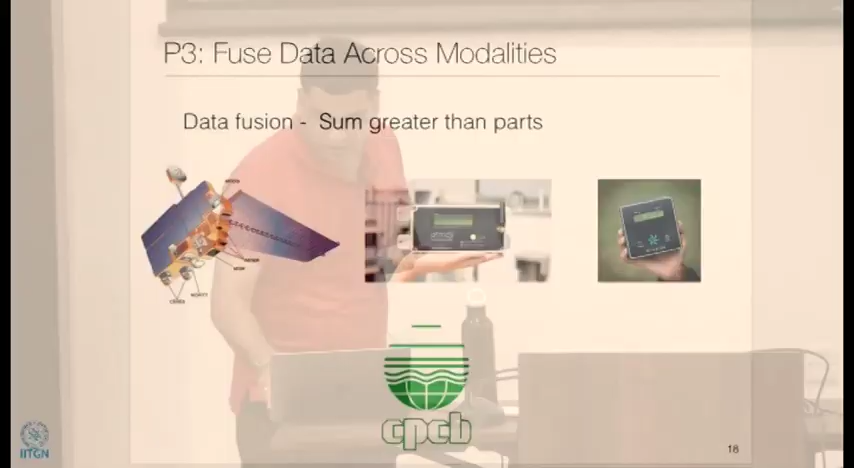 P3: Fuse Data Across Modalities
Data fusion - Sum greater than parts
cpcb
18
IITGN